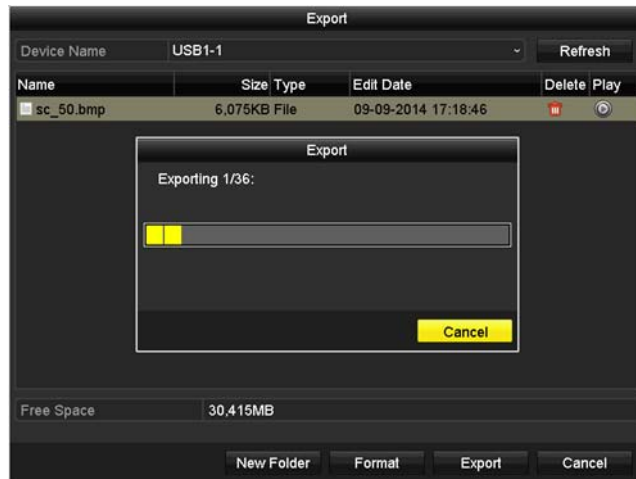 Export
Device Name USB1-1 Refresh
Name Size Type Edit Date Delete Play
sc_50.bmp 6,075KB File 09-09-2014 17:18:46
Export
Exporting 1/36:
Cancel
Free Space 30,415MB
New Folder Format Export Cancel